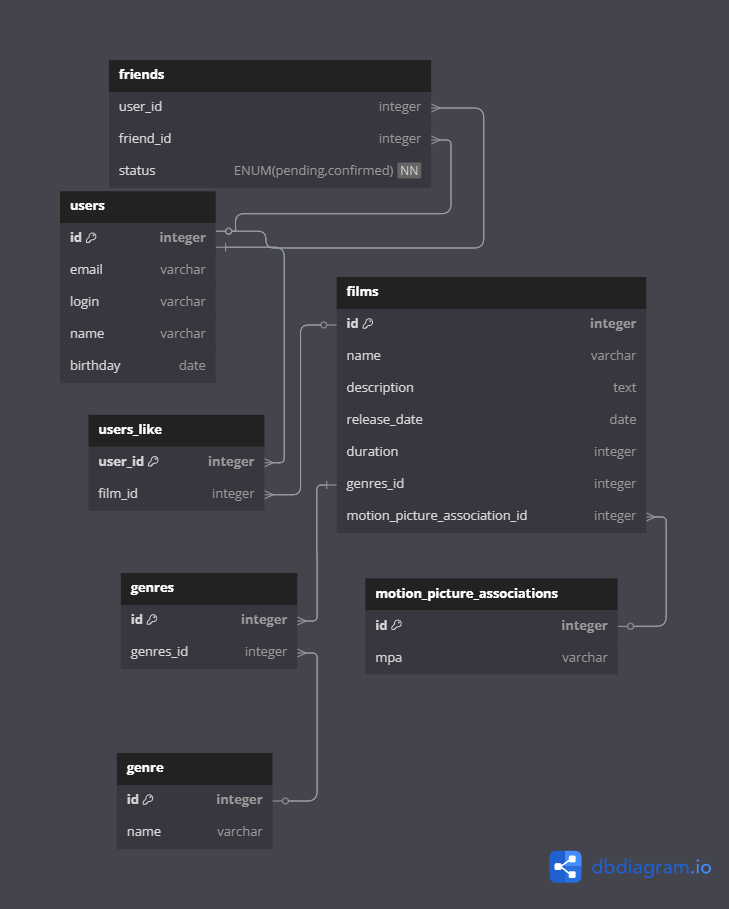 friends
user_id integer
friend_id integer
status ENUM(pending,confirmed) NN
users
id integer
email varchar
login varchar
name varchar
birthday date
films
id integer
name varchar
description text
release_date date
duration integer
genres_id integer
motion_picture_association_id integer
users_like
user_id integer
film_id integer
genres
id integer
genres_id integer
motion_picture_associations
id integer
mpa varchar
genre
id integer
name varchar
dbdiagram.io